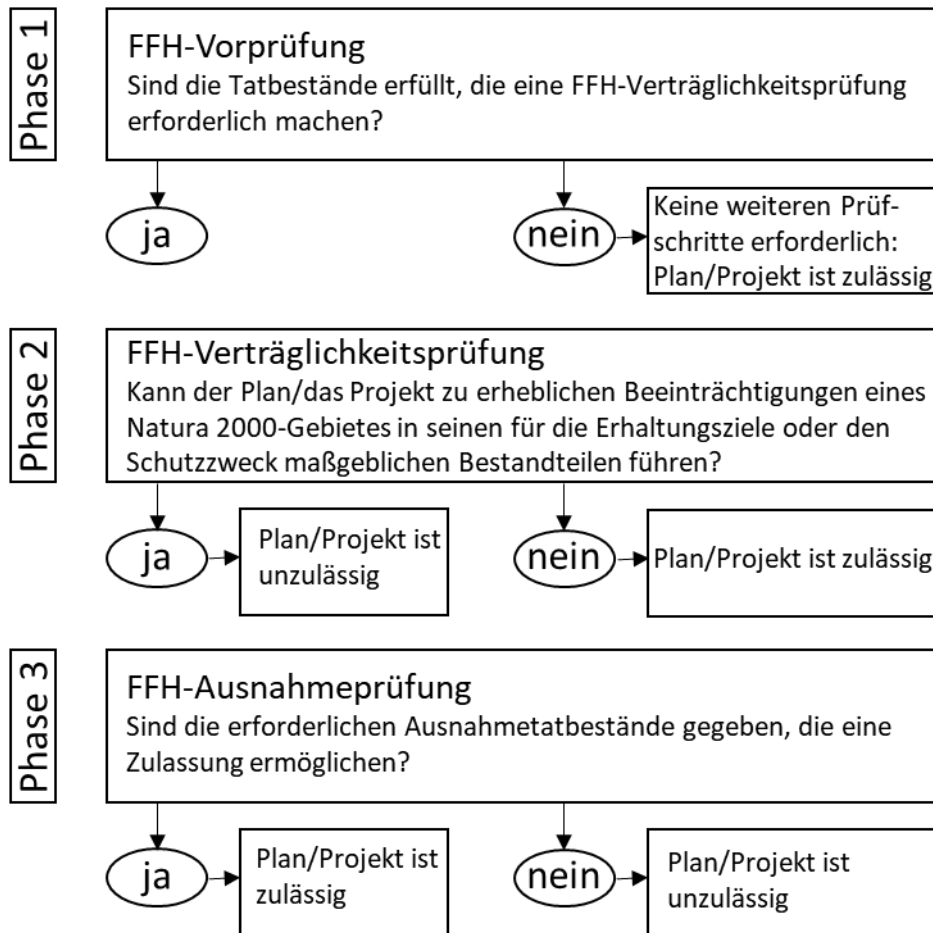 Phase 1
FFH-Vorprüfung
Sind die Tatbestände erfüllt, die eine FFH-Verträglichkeitsprüfung
erforderlich machen?
ja
nein
Keine weiteren Prüf-
schritte erforderlich:
Plan/Projekt ist zulässig
Phase 2
FFH-Verträglichkeitsprüfung
Kann der Plan/das Projekt zu erheblichen Beeinträchtigungen eines
Natura 2000-Gebietes in seinen für die Erhaltungsziele oder den
Schutzzweck maßgeblichen Bestandteilen führen?
ja
Plan/Projekt ist
unzulässig
nein
Plan/Projekt ist zulässig
Phase 3
FFH-Ausnahmeprüfung
Sind die erforderlichen Ausnahmetatbestände gegeben, die eine
Zulassung ermöglichen?
ja
Plan/Projekt ist
zulässig
nein
Plan/Projekt ist
unzulässig